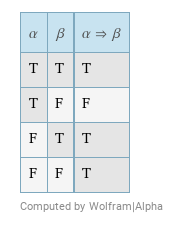 α β α ⇒ β
T T T
T F F
F T T
F F T
Computed by Wolfram|Alpha